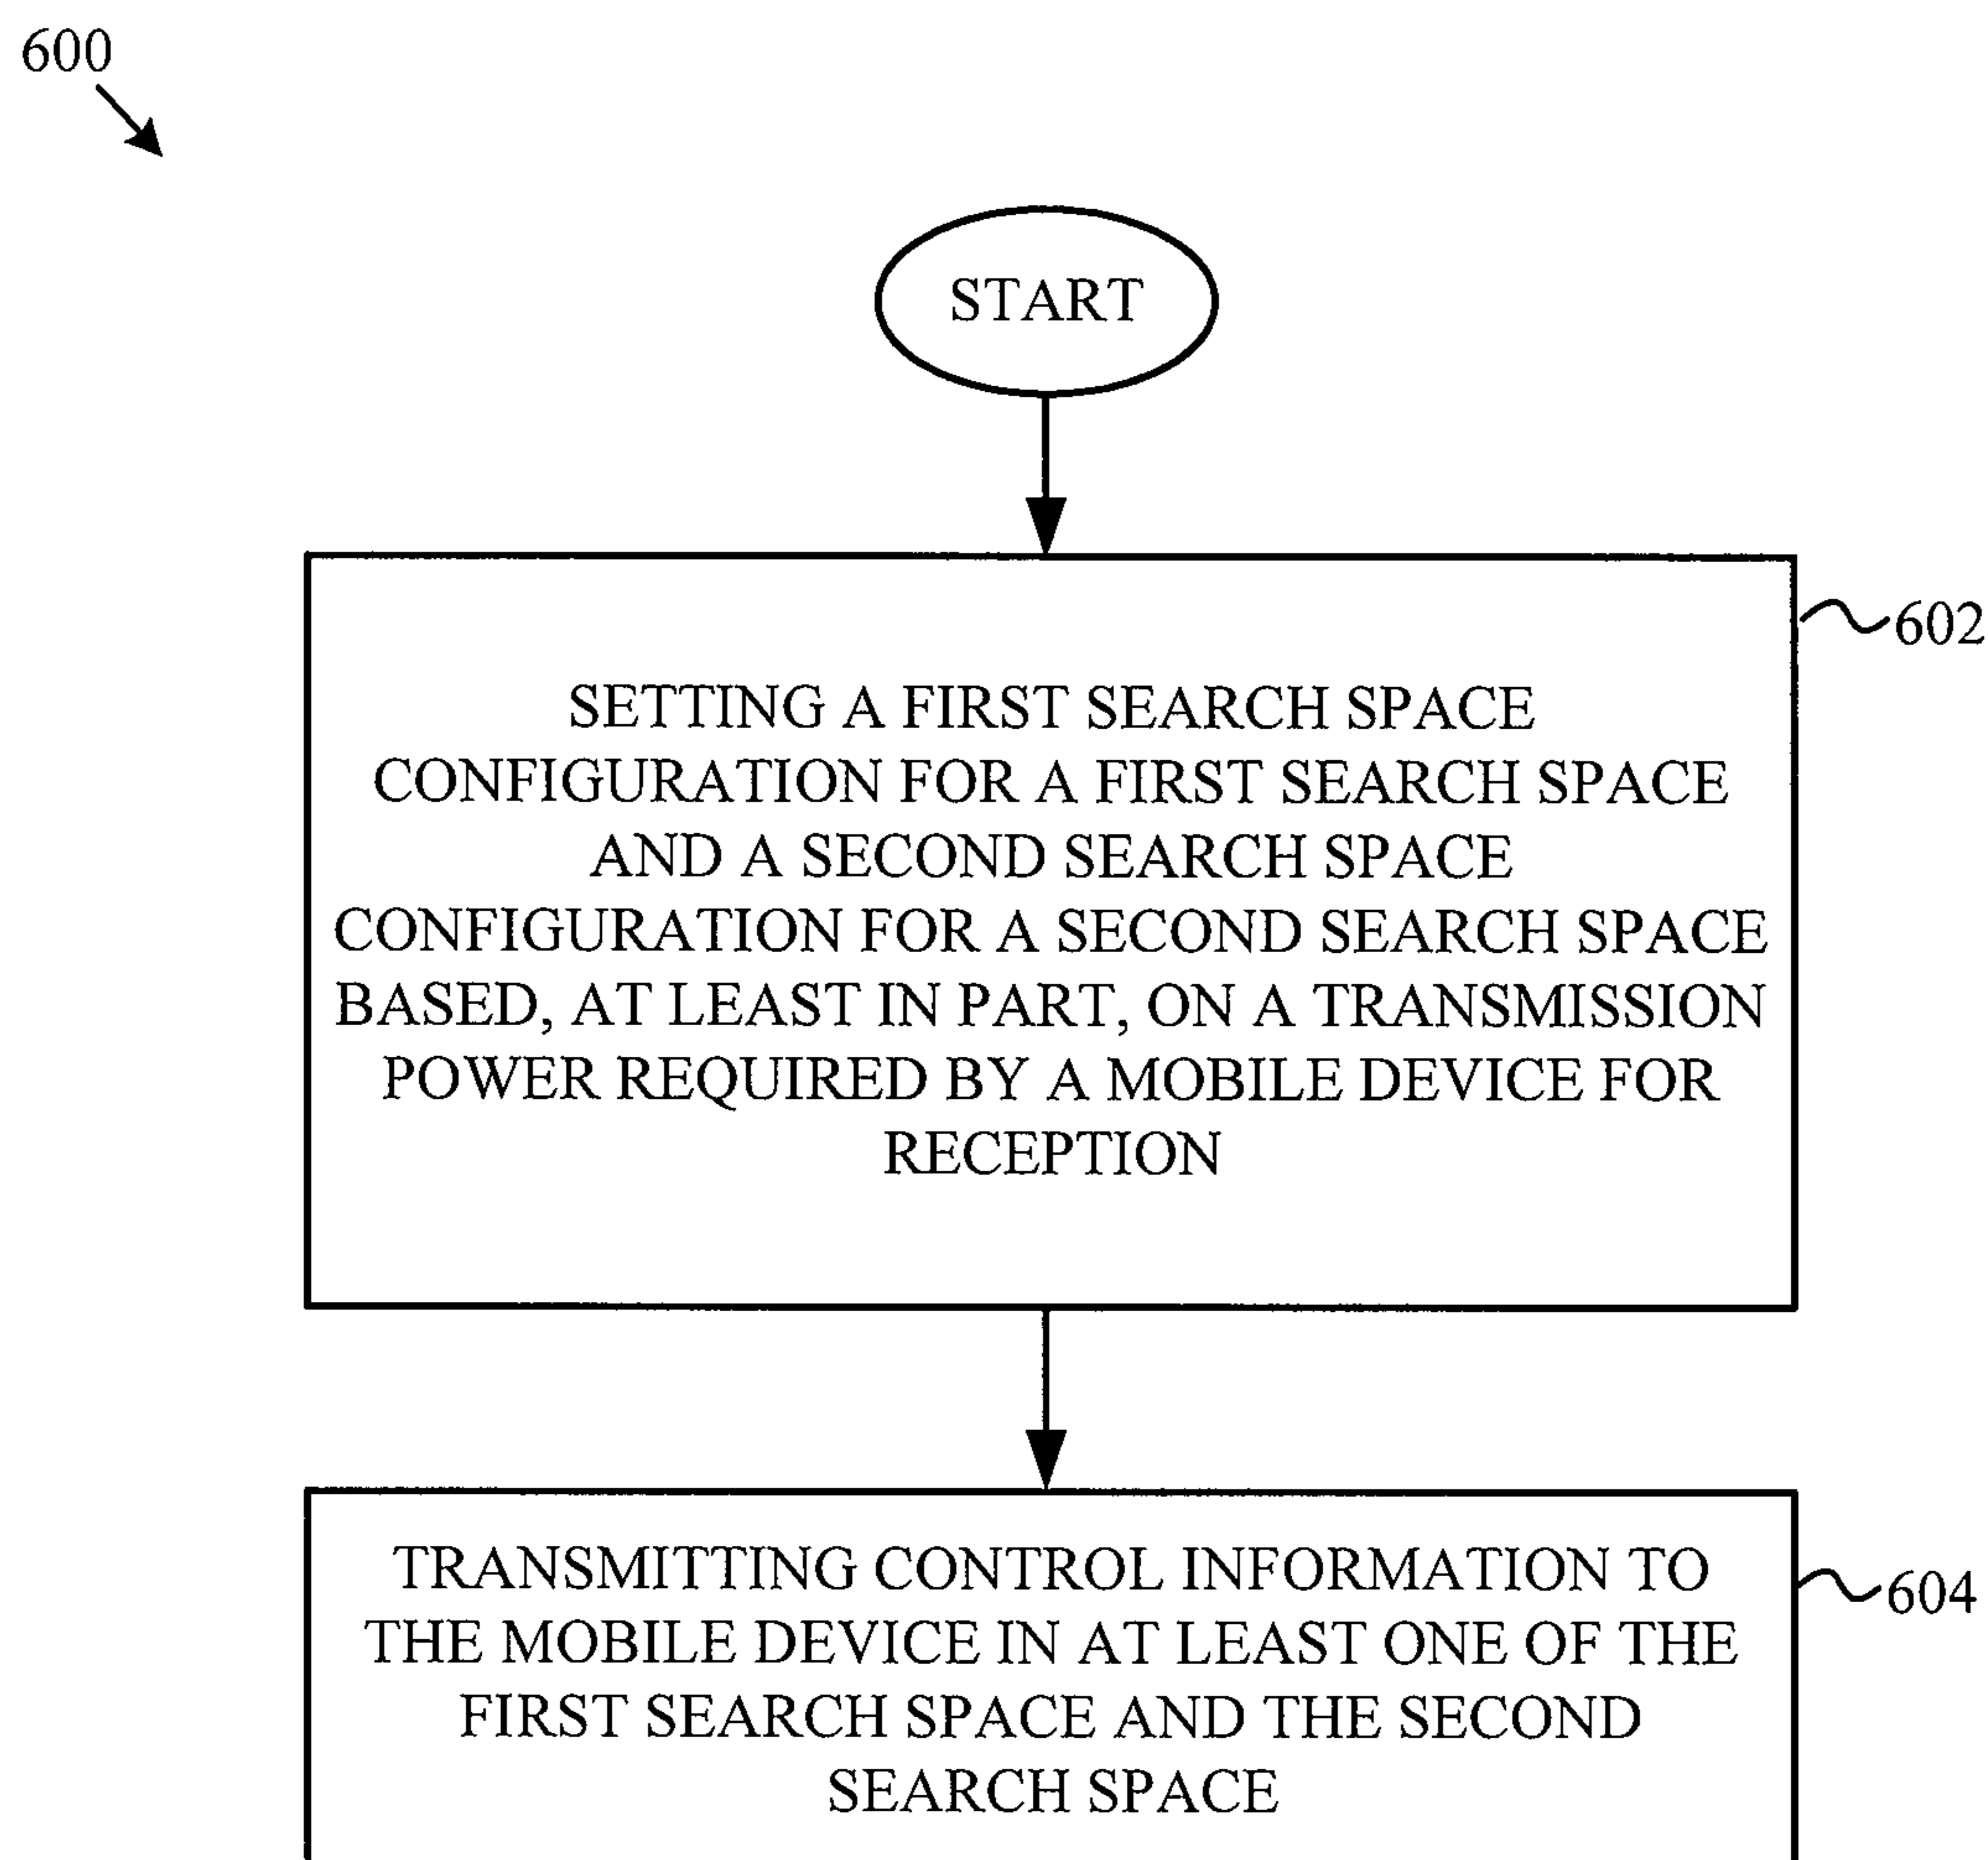 600
START
602
SETTING A FIRST SEARCH SPACE
CONFIGURATION FOR A FIRST SEARCH SPACE
AND A SECOND SEARCH SPACE
CONFIGURATION FOR A SECOND SEARCH SPACE
BASED, AT LEAST IN PART, ON A TRANSMISSION
POWER REQUIRED BY A MOBILE DEVICE FOR
RECEPTION
604
TRANSMITTING CONTROL INFORMATION TO
THE MOBILE DEVICE IN AT LEAST ONE OF THE
FIRST SEARCH SPACE AND THE SECOND
SEARCH SPACE